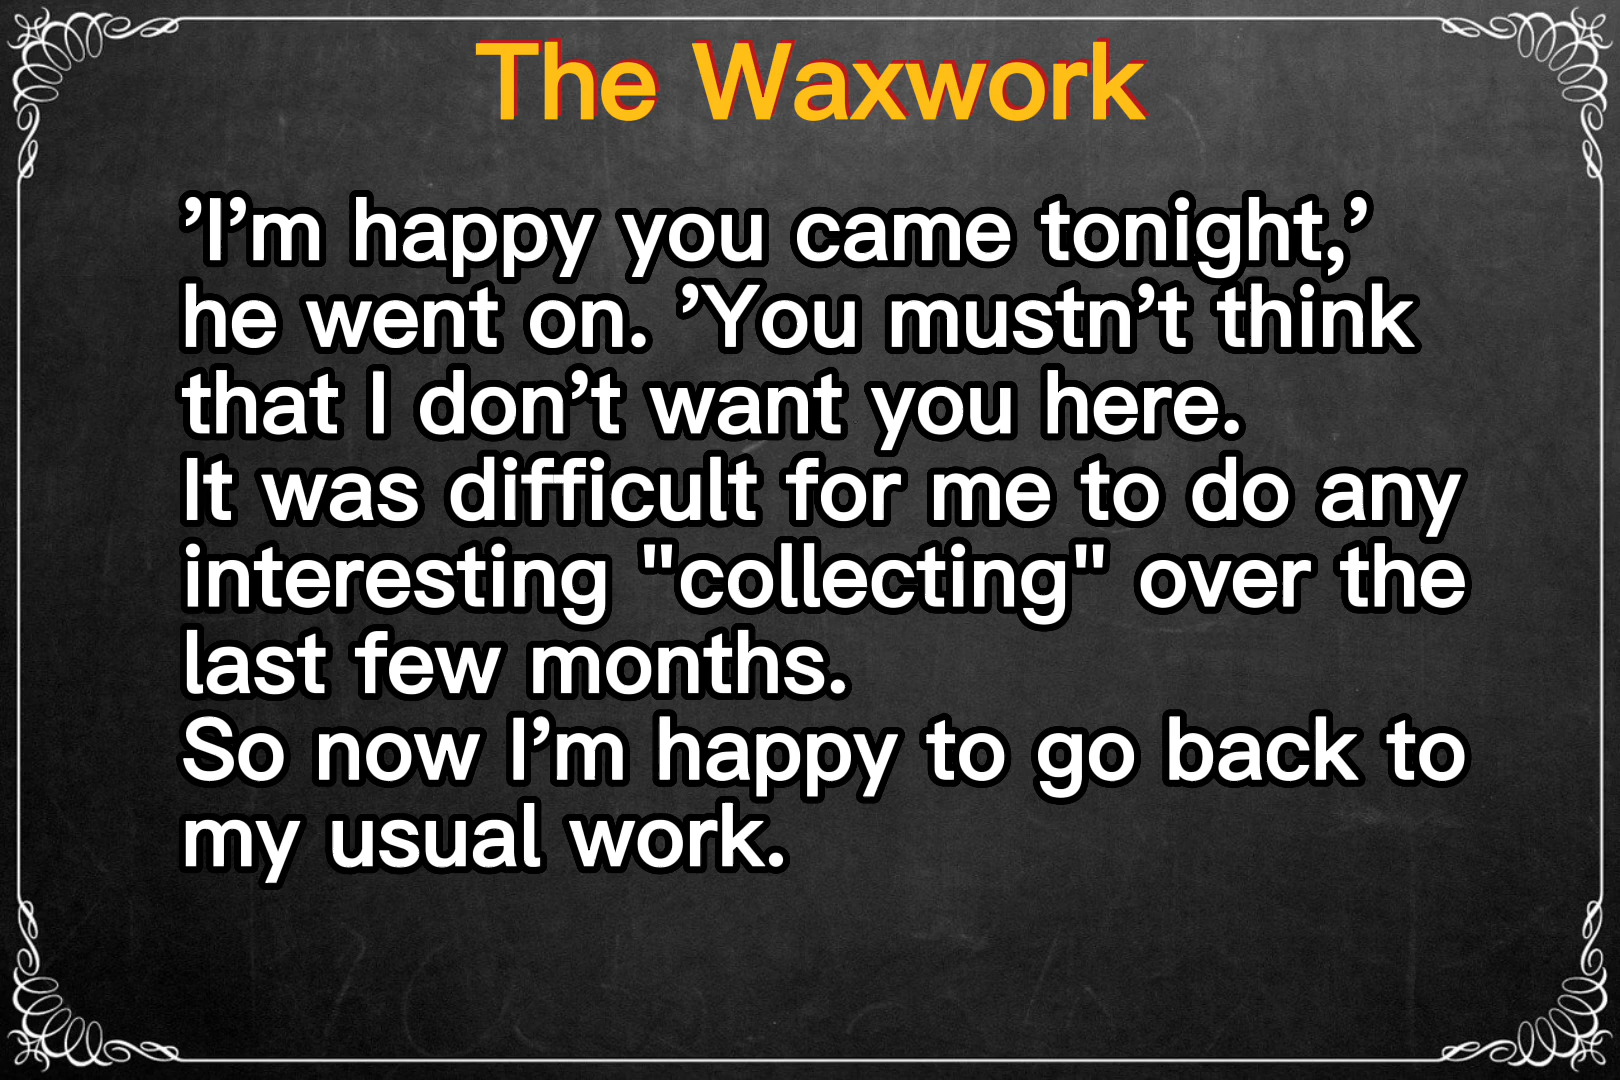 The Waxwork
’I’m happy you came tonight,’
he went on. ’You mustn’t think
that I don’t want you here.
It was difficult for me to do any
interesting "collecting" over the
last few months.
So now I’m happy to go back to
my usual work.